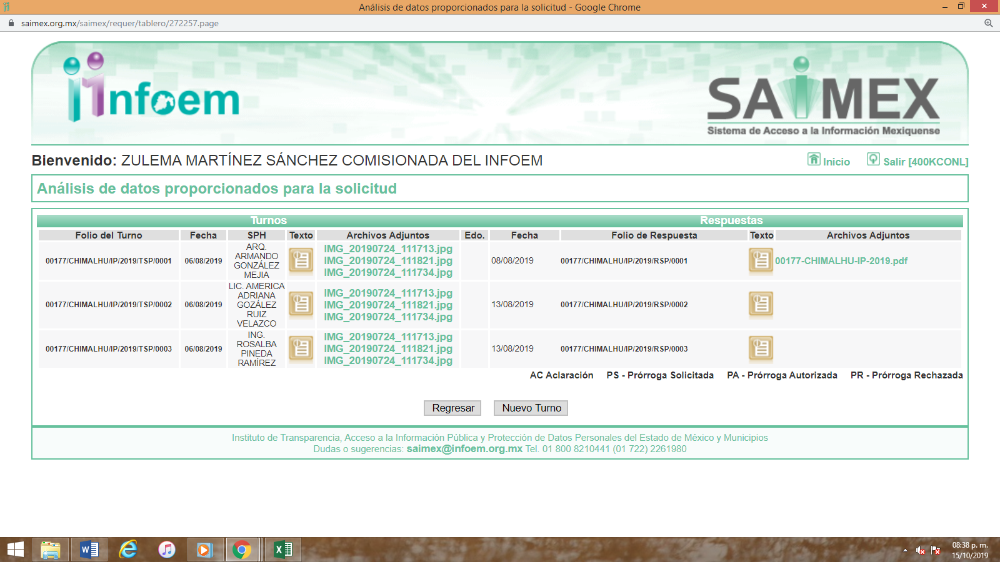 Análisis de datos proporcionados para la solicitud - Google Chrome
saimex.org.mx/saimex/requer/tablero/272257.page
infoem
SAIMEX
Sistema de Acceso a la Información Mexiquense
Bienvenido: ZULEMA MARTÍNEZ SÁNCHEZ COMISIONADA DEL INFOEM
Inicio Salir [400KCONL]
Análisis de datos proporcionados para la solicitud
Turnos Respuestas
Folio del Turno Fecha SPH Texto Archivos Adjuntos Edo. Fecha Folio de Respuesta Texto Archivos Adjuntos
00177/CHIMALHU/IP/2019/TSP/0001 06/08/2019
ARQ.
ARMANDO
GONZÁLEZ
MEJIA
IMG_20190724_111713.jpg
IMG_20190724_111821.jpg
IMG_20190724_111734.jpg
08/08/2019 00177/CHIMALHU/IP/2019/RSP/0001 00177-CHIMALHU-IP-2019.pdf
00177/CHIMALHU/IP/2019/TSP/0002 06/08/2019
LIC. AMERICA
ADRIANA
GOZÁLEZ
RUIZ
VELAZCO
IMG_20190724_111713.jpg
IMG_20190724_111821.jpg
IMG_20190724_111734.jpg
13/08/2019 00177/CHIMALHU/IP/2019/RSP/0002
00177/CHIMALHU/IP/2019/TSP/0003 06/08/2019
ING.
ROSALBA
PINEDA
RAMÍREZ
IMG_20190724_111713.jpg
IMG_20190724_111821.jpg
IMG_20190724_111734.jpg
13/08/2019 00177/CHIMALHU/IP/2019/RSP/0003
AC Aclaración PS - Prórroga Solicitada PA - Prórroga Autorizada PR - Prórroga Rechazada
Regresar Nuevo Turno
Instituto de Transparencia, Acceso a la Información Pública y Protección de Datos Personales del Estado de México y Municipios
Dudas o sugerencias: saimex@infoem.org.mx Tel. 01 800 8210441 (01 722) 2261980
08:38 p. m.
15/10/2019